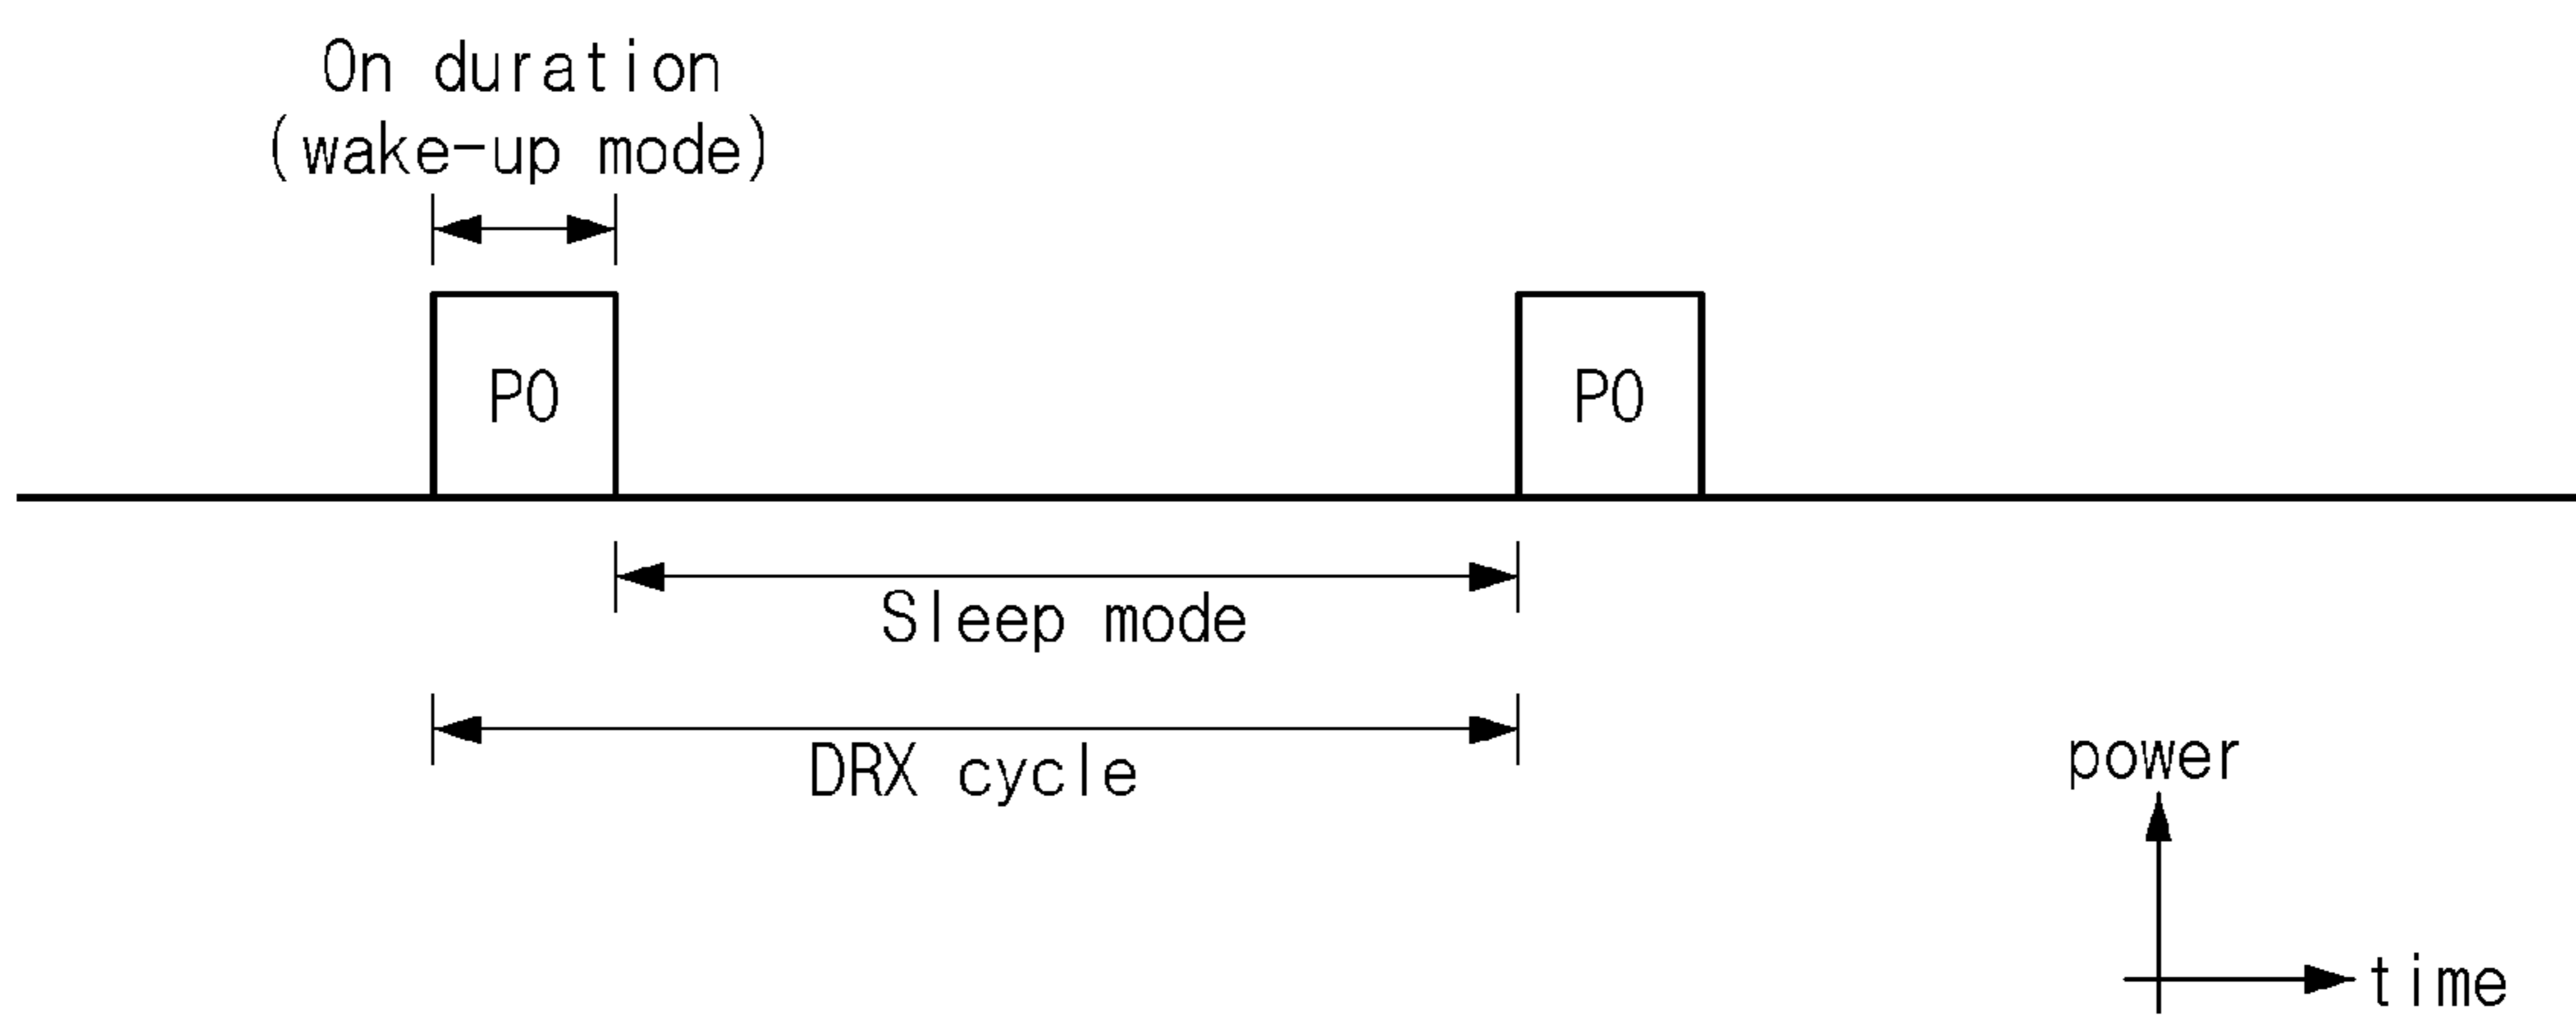 On duration
(wake-up mode)
PO
PO
Sleep mode
DRX cycle
power
time